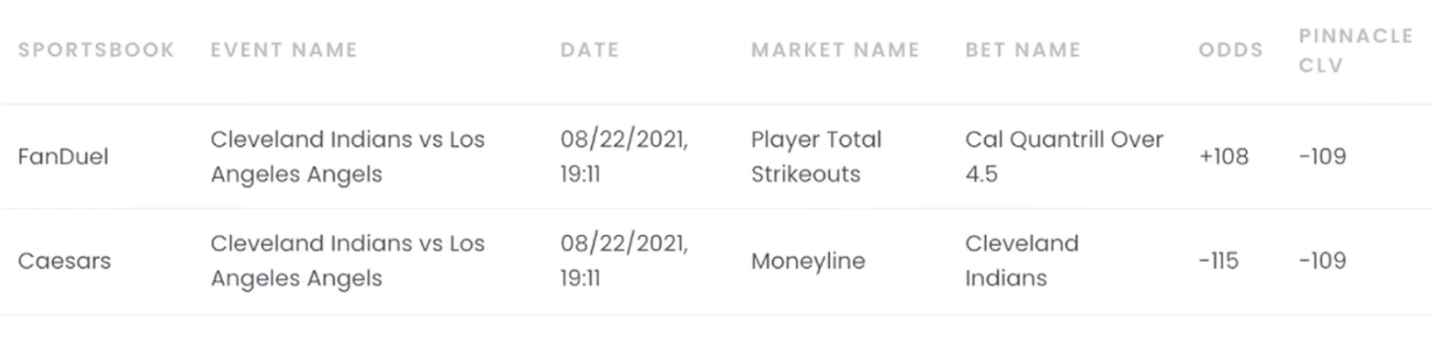 SPORTSBOOK EVENT NAME DATE MARKET NAME BET NAME ODDS PINNACLE CLV
FanDuel
Cleveland Indians vs Los
Angeles Angels
08/22/2021,
19:11
Player Total
Strikeouts
Cal Quantrill Over
4.5
+108
-109
Caesars
Cleveland Indians vs Los
Angeles Angels
08/22/2021,
19:11
Moneyline
Cleveland
Indians
-115
-109